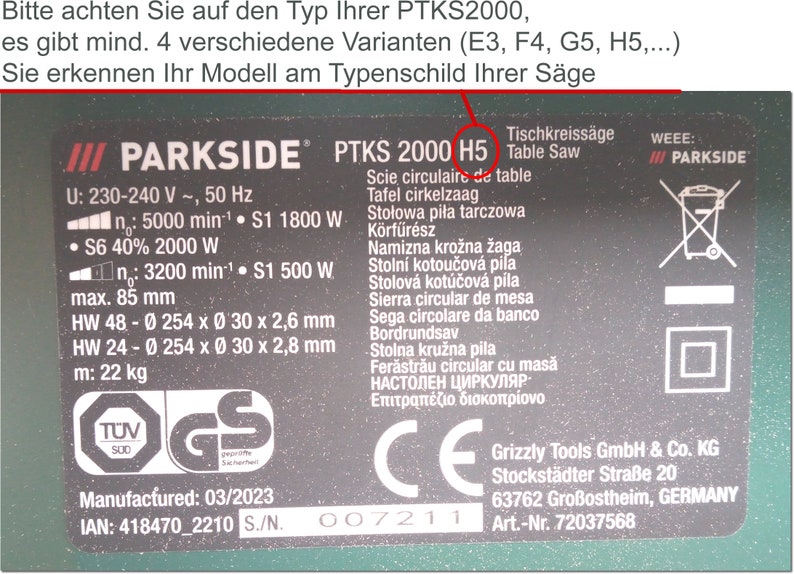 Bitte achten Sie auf den Typ Ihrer PTKS2000,
es gibt mind. 4 verschiedene Varianten (E3, F4, G5, H5,...)
Sie erkennen Ihr Modell am Typenschild Ihrer Säge
/// PARKSIDE® PTKS 2000 H5 Tischkreissäge
Table Saw
WEEE:
/// PARKSIDE®
U: 230-240 V ~, 50 Hz
n0: 5000 min-1 • S1 1800 W
• S6 40% 2000 W
n0: 3200 min-1 • S1 500 W
max. 85 mm
HW 48 - Ø 254 x Ø 30 x 2,6 mm
HW 24 - Ø 254 x Ø 30 x 2,8 mm
m: 22 kg
Scie circulaire de table
Tafel cirkelzaag
Stołowa piła tarczowa
Körfűrész
Namizna krožna žaga
Stolní kotoučová pila
Stolová kotúčová píla
Sierra circular de mesa
Sega circolare da banco
Bordrundsav
Stolna kružna pila
Ferăstrău circular cu masă
НАСТОЛЕН ЦИРКУЛЯР
Επιτραπέζιο δισκοπρίονο
TÜV
SÜD
GS
geprüfte
Sicherheit
CE
Grizzly Tools GmbH & Co. KG
Stockstädter Straße 20
63762 Großostheim, GERMANY
Art.-Nr. 72037568
Manufactured: 03/2023
IAN: 418470_2210 S./N. 007211